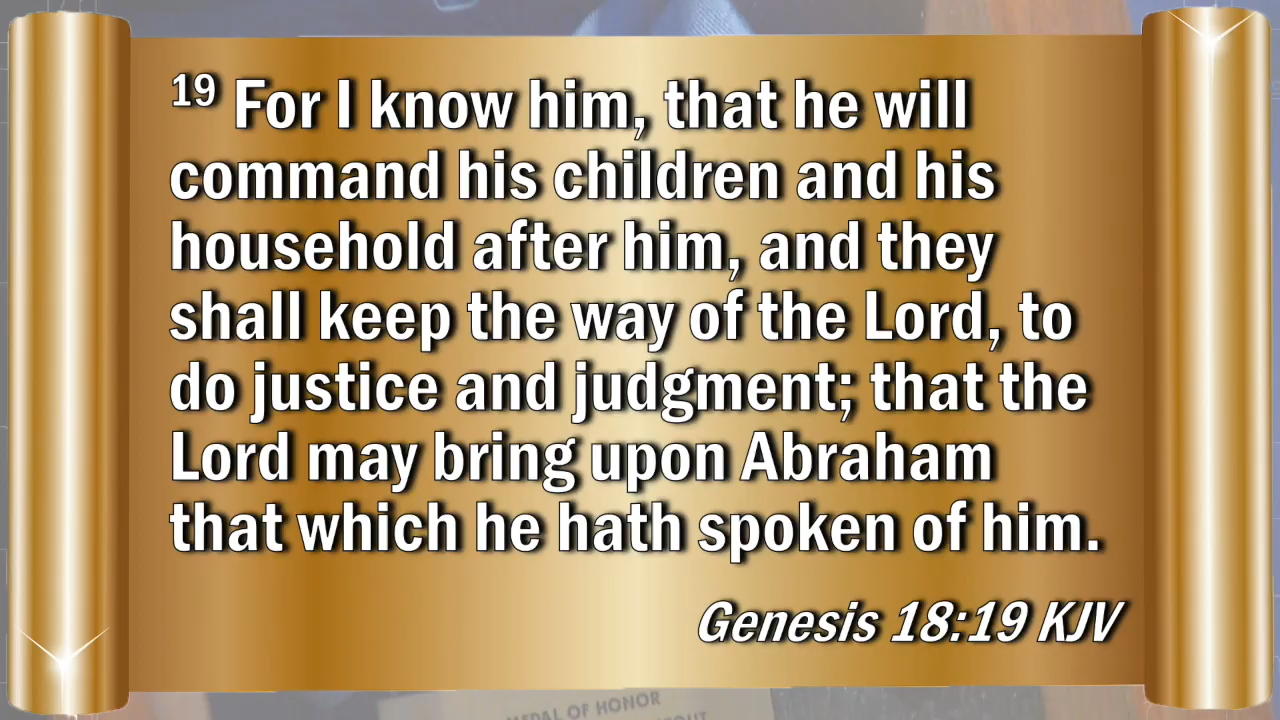 19 For I know him, that he will
command his children and his
household after him, and they
shall keep the way of the Lord, to
do justice and judgment; that the
Lord may bring upon Abraham
that which he hath spoken of him.
Genesis 18:19 KJV
MEDAL OF HONOR